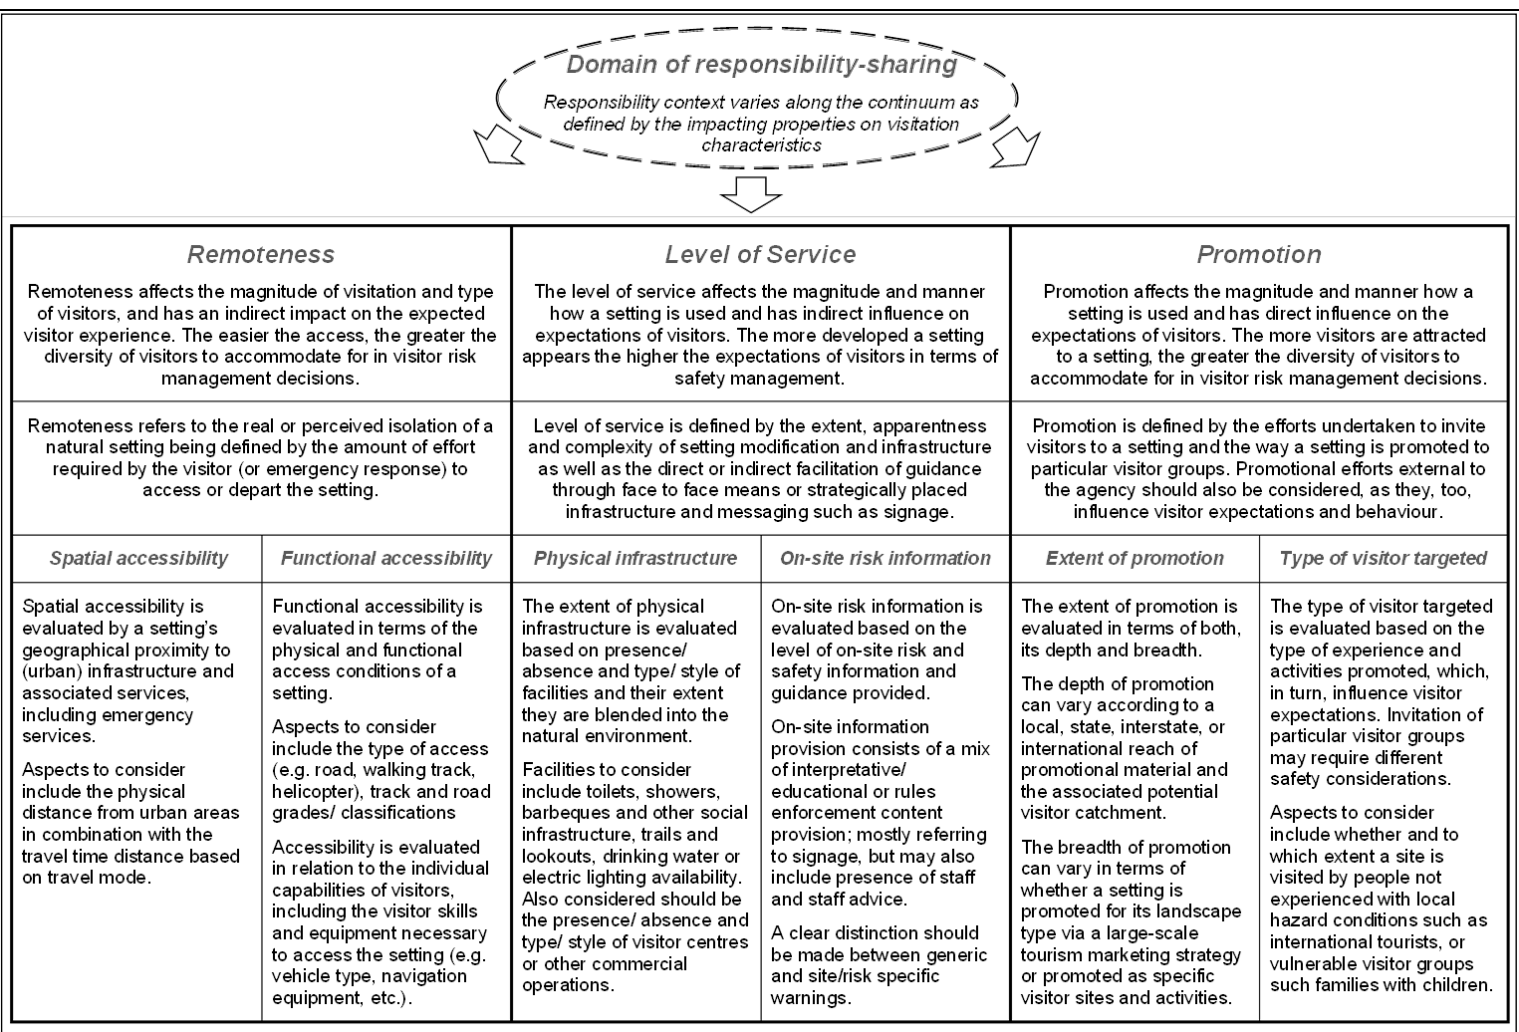 Domain of responsibility-sharing
Responsibility context varies along the continuum as
defined by the impacting properties on visitation
characteristics
Remoteness
Remoteness affects the magnitude of visitation and type
of visitors, and has an indirect impact on the expected
visitor experience. The easier the access, the greater the
diversity of visitors to accommodate for in visitor risk
management decisions.
Level of Service
The level of service affects the magnitude and manner
how a setting is used and has indirect influence on
expectations of visitors. The more developed a setting
appears the higher the expectations of visitors in terms of
safety management.
Promotion
Promotion affects the magnitude and manner how a
setting is used and has direct influence on the
expectations of visitors. The more visitors are attracted
to a setting, the greater the diversity of visitors to
accommodate for in visitor risk management decisions.
Remoteness refers to the real or perceived isolation of a
natural setting being defined by the amount of effort
required by the visitor (or emergency response) to
access or depart the setting.
Level of service is defined by the extent, apparentness
and complexity of setting modification and infrastructure
as well as the direct or indirect facilitation of guidance
through face to face means or strategically placed
infrastructure and messaging such as signage.
Promotion is defined by the efforts undertaken to invite
visitors to a setting and the way a setting is promoted to
particular visitor groups. Promotional efforts external to
the agency should also be considered, as they, too,
influence visitor expectations and behaviour.
Spatial accessibility
Functional accessibility
Physical infrastructure
On-site risk information
Extent of promotion
Type of visitor targeted
Spatial accessibility is
evaluated by a setting's
geographical proximity to
(urban) infrastructure and
associated services,
including emergency
services.
Aspects to consider
include the physical
distance from urban areas
in combination with the
travel time distance based
on travel mode.
Functional accessibility is
evaluated in terms of the
physical and functional
access conditions of a
setting.
Aspects to consider
include the type of access
(e.g. road, walking track,
helicopter), track and road
grades/ classifications
Accessibility is evaluated
in relation to the individual
capabilities of visitors,
including the visitor skills
and equipment necessary
to access the setting (e.g.
vehicle type, navigation
equipment, etc.).
The extent of physical
infrastructure is evaluated
based on presence/
absence and type/ style of
facilities and their extent
they are blended into the
natural environment.
Facilities to consider
include toilets, showers,
barbeques and other social
infrastructure, trails and
lookouts, drinking water or
electric lighting availability.
Also considered should be
the presence/ absence and
type/ style of visitor centres
or other commercial
operations.
On-site risk information is
evaluated based on the
level of on-site risk and
safety information and
guidance provided.
On-site information
provision consists of a mix
of interpretative/
educational or rules
enforcement content
provision; mostly referring
to signage, but may also
include presence of staff
and staff advice.
A clear distinction should
be made between generic
and site/risk specific
warnings.
The extent of promotion is
evaluated in terms of both,
its depth and breadth.
The depth of promotion
can vary according to a
local, state, interstate, or
international reach of
promotional material and
the associated potential
visitor catchment.
The breadth of promotion
can vary in terms of
whether a setting is
promoted for its landscape
type via a large-scale
tourism marketing strategy
or promoted as specific
visitor sites and activities.
The type of visitor targeted
is evaluated based on the
type of experience and
activities promoted, which,
in turn, influence visitor
expectations. Invitation of
particular visitor groups
may require different
safety considerations.
Aspects to consider
include whether and to
which extent a site is
visited by people not
experienced with local
hazard conditions such as
international tourists, or
vulnerable visitor groups
such families with children.